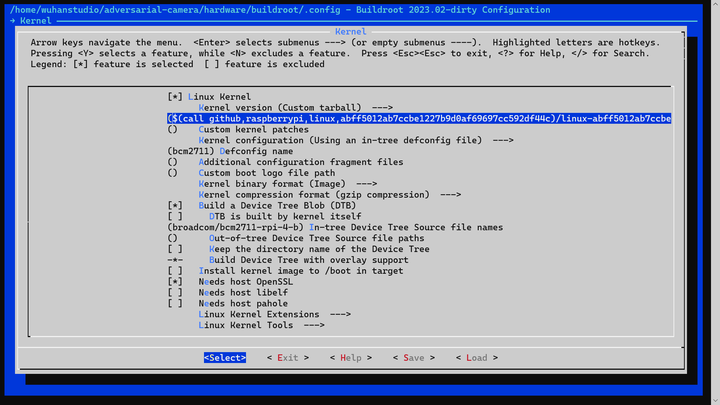 /home/wuhanstudio/adversarial-camera/hardware/buildroot/.config - Buildroot 2023.02-dirty Configuration
→ Kernel
Kernel
Arrow keys navigate the menu. <Enter> selects submenus ---> (or empty submenus ----). Highlighted letters are hotkeys.
Pressing <Y> selects a feature, while <N> excludes a feature. Press <Esc><Esc> to exit, <?> for Help, </> for Search.
Legend: [*] feature is selected [ ] feature is excluded
[*] Linux Kernel
Kernel version (Custom tarball) --->
($(call github,raspberrypi,linux,abff5012ab7ccbe1227b9d0af69697cc592df44c)/linux-abff5012ab7ccbe
() Custom kernel patches
Kernel configuration (Using an in-tree defconfig file) --->
(bcm2711) Defconfig name
() Additional configuration fragment files
() Custom boot logo file path
Kernel binary format (Image) --->
Kernel compression format (gzip compression) --->
[*] Build a Device Tree Blob (DTB)
[ ] DTB is built by kernel itself
(broadcom/bcm2711-rpi-4-b) In-tree Device Tree Source file names
() Out-of-tree Device Tree Source file paths
[ ] Keep the directory name of the Device Tree
-*- Build Device Tree with overlay support
[ ] Install kernel image to /boot in target
[*] Needs host OpenSSL
[ ] Needs host libelf
[ ] Needs host pahole
Linux Kernel Extensions --->
Linux Kernel Tools --->
<Select> < Exit > < Help > < Save > < Load >